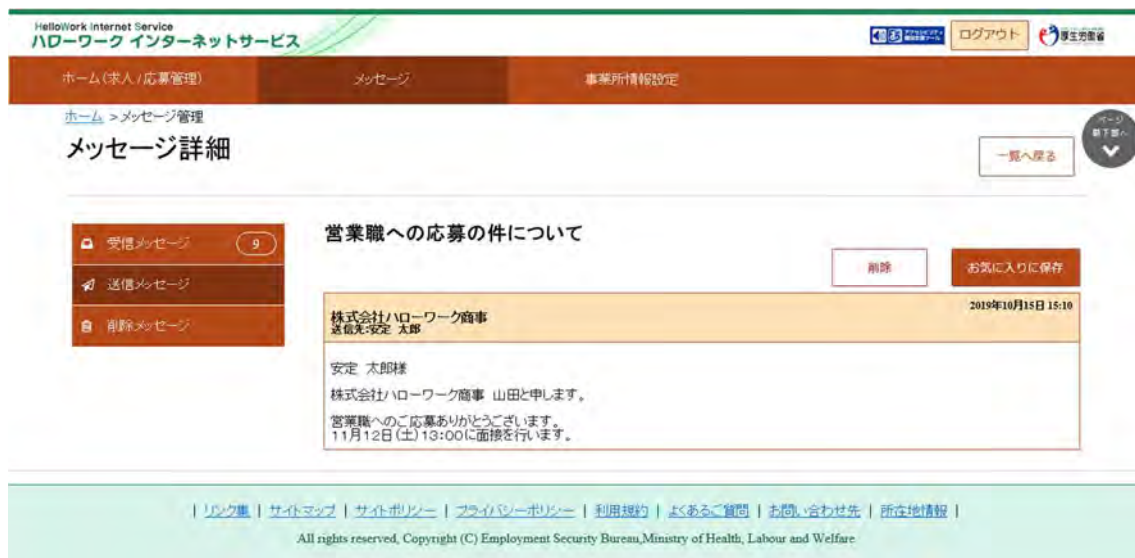 HelloWork Internet Service
ハローワーク インターネットサービス
ログアウト
厚生労働省
ホーム(求人/応募管理)
メッセージ
事業所情報設定
ホーム >メッセージ管理
ページ
最下部へ
メッセージ詳細
一覧へ戻る
営業職への応募の件について
受信メッセージ 9
送信メッセージ
削除メッセージ
削除
お気に入りに保存
株式会社ハローワーク商事
2019年10月15日 15:10
送信先:安定 太郎
安定 太郎様
株式会社ハローワーク商事 山田と申します。
営業職へのご応募ありがとうございます。
11月12日(土)13:00に面接を行います。
| リンク集 | サイトマップ | サイトポリシー | プライバシーポリシー | 利用規約 | よくあるご質問 | お問い合わせ先 | 所在地情報 |
All rights reserved, Copyright (C) Employment Security Bureau,Ministry of Health, Labour and Welfare